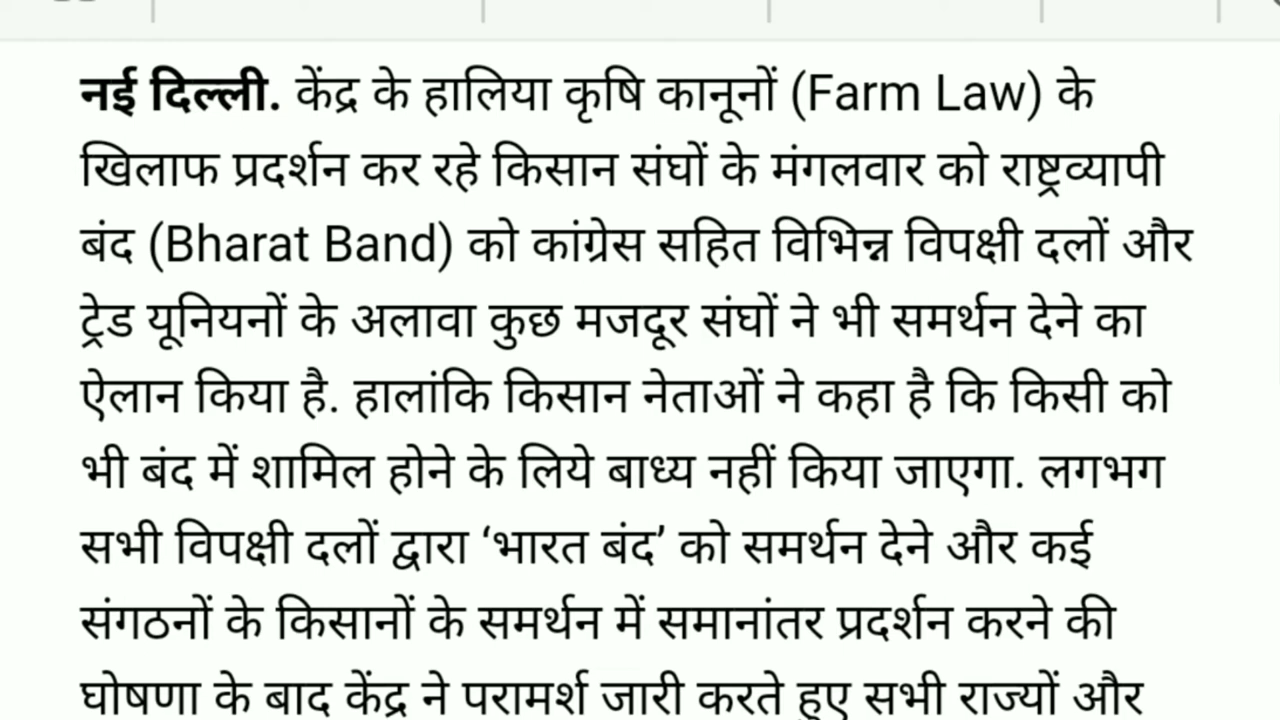 नई दिल्ली. केंद्र के हालिया कृषि कानूनों (Farm Law) के
खिलाफ प्रदर्शन कर रहे किसान संघों के मंगलवार को राष्ट्रव्यापी
बंद (Bharat Band) को कांग्रेस सहित विभिन्न विपक्षी दलों और
ट्रेड यूनियनों के अलावा कुछ मजदूर संघों ने भी समर्थन देने का
ऐलान किया है. हालांकि किसान नेताओं ने कहा है कि किसी को
भी बंद में शामिल होने के लिये बाध्य नहीं किया जाएगा. लगभग
सभी विपक्षी दलों द्वारा ‘भारत बंद’ को समर्थन देने और कई
संगठनों के किसानों के समर्थन में समानांतर प्रदर्शन करने की
घोषणा के बाद केंद्र ने परामर्श जारी करते हुए सभी राज्यों और